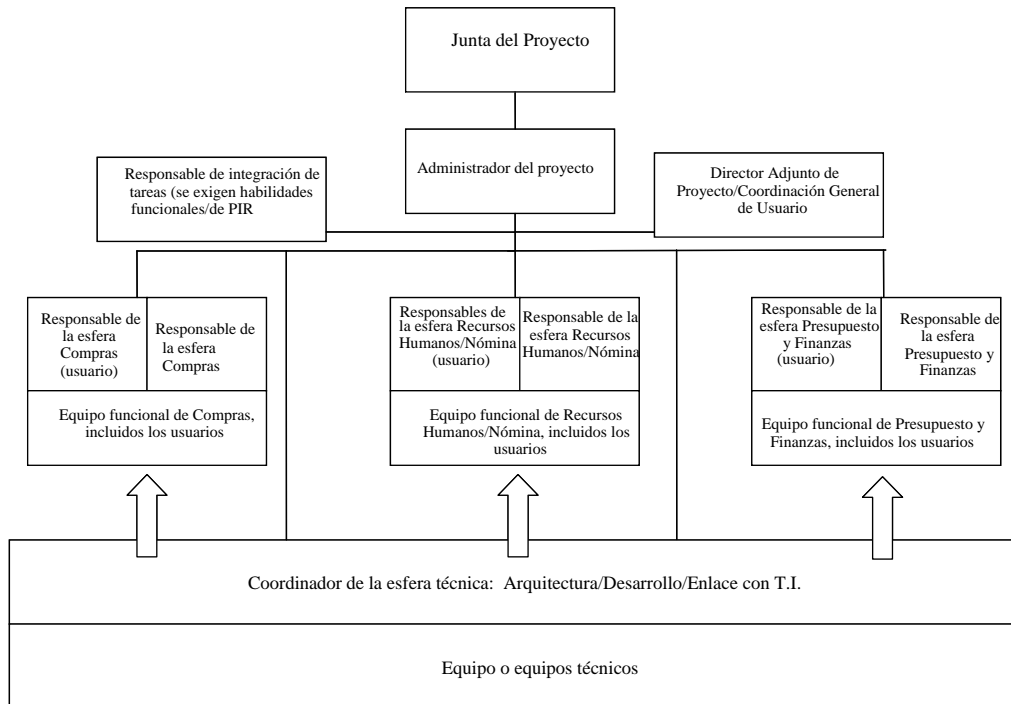 Junta del Proyecto
Administrador del proyecto
Responsable de integración de
tareas (se exigen habilidades
funcionales/de PIR
Director Adjunto de
Proyecto/Coordinación General
de Usuario
Responsable de
la esfera
Compras
(usuario)
Responsable de
la esfera
Compras
Equipo funcional de Compras,
incluidos los usuarios
Responsables de
la esfera Recursos
Humanos/Nómina
(usuario)
Responsable de la
esfera Recursos
Humanos/Nómina
Equipo funcional de Recursos
Humanos/Nómina, incluidos los
usuarios
Responsable de la
esfera Presupuesto
y Finanzas
(usuario)
Responsable de
la esfera
Presupuesto y
Finanzas
Equipo funcional de Presupuesto y
Finanzas, incluidos los usuarios
Coordinador de la esfera técnica: Arquitectura/Desarrollo/Enlace con T.I.
Equipo o equipos técnicos